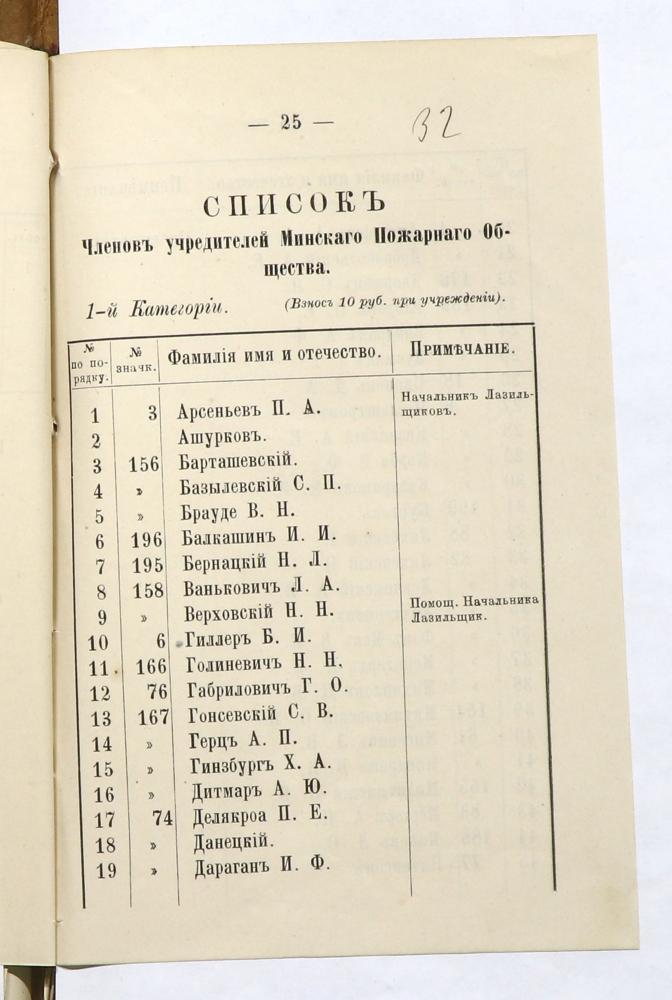 — 25 —
32
СПИСОКЪ
Членовъ учредителей Минскаго Пожарнаго Об-
щества.
1-й Категоріи. (Взносъ 10 руб. при учрежденіи).
№ по по-рядку. № значк. Фамилія имя и отечество. Примѣчаніе.
1 3 Арсеньевъ П. А. Начальникъ Лазиль-
щиковъ.
2 Ашурковъ.
3 156 Барташевскій.
4 » Базылевскій С. П.
5 » Брауде В. Н.
6 196 Балкашинъ И. И.
7 195 Бернацкій Н. Л.
8 158 Ваньковичъ Л. А.
9 » Верховскій Н. Н. Помощ. Начальника
Лазильщик.
10 6 Гиллеръ Б. И.
11 166 Голиневичъ Н. Н.
12 76 Габриловичъ Г. О.
13 167 Гонсевскій С. В.
14 » Герцъ А. П.
15 » Гинзбургъ Х. А.
16 » Дитмаръ А. Ю.
17 74 Делякроа П. Е.
18 » Данецкій.
19 » Дараганъ И. Ф.